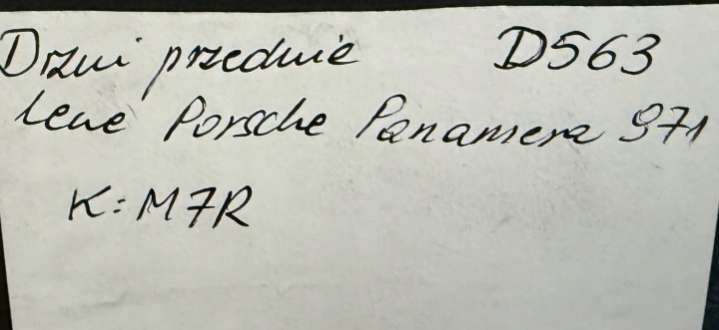 Drzwi przednie D563
lewe Porsche Panamera 971
K: M7R